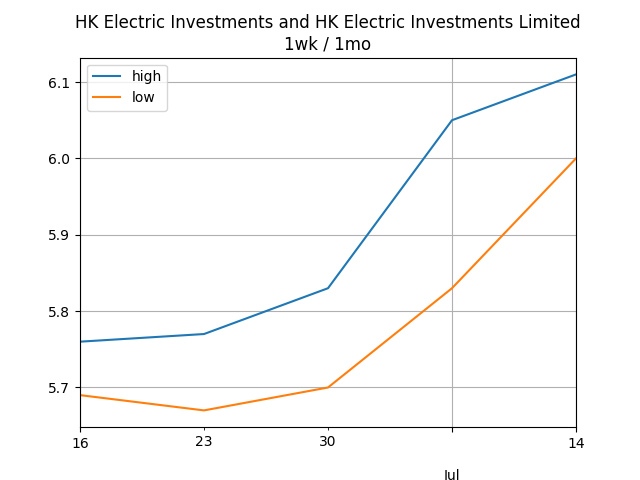 HK Electric Investments and HK Electric Investments Limited
1wk / 1mo
high
low
6.1
6.0
5.9
5.8
5.7
16
23
30
14
Jul